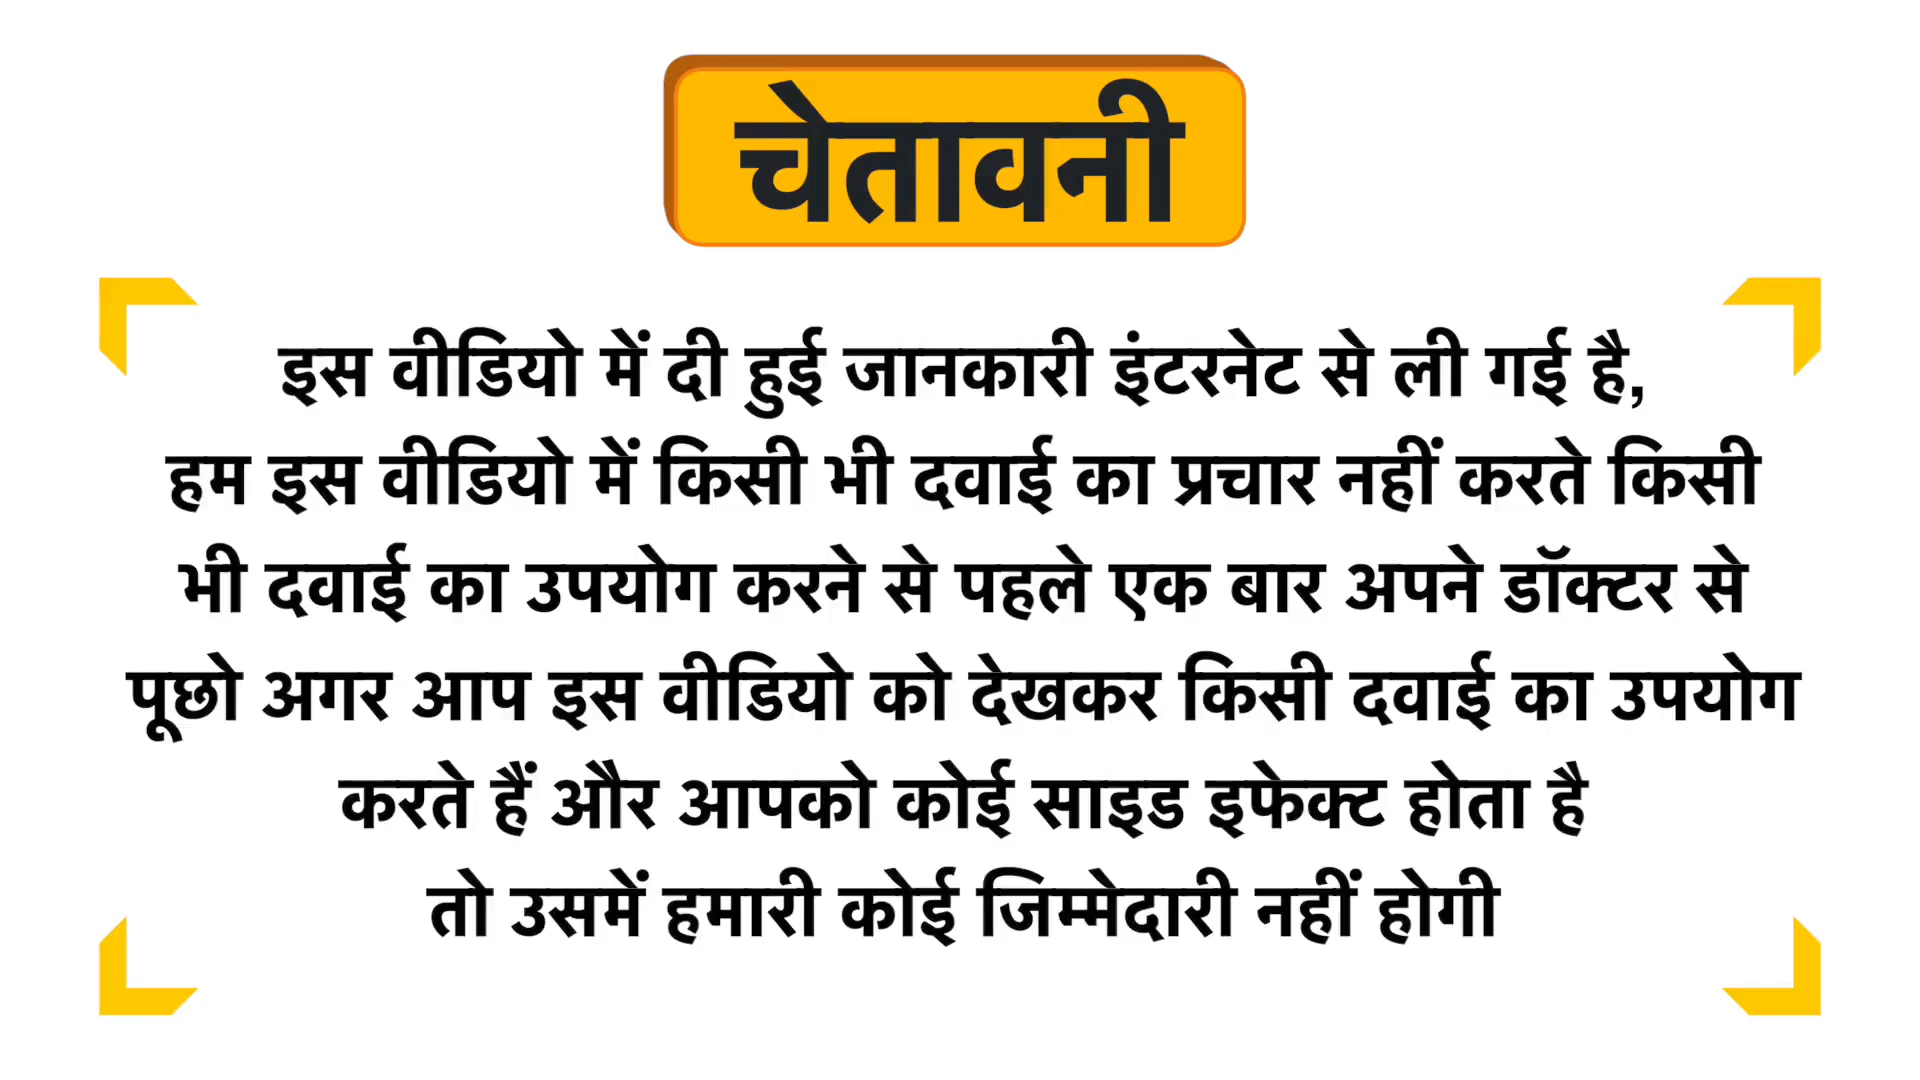 चेतावनी
इस वीडियो में दी हुई जानकारी इंटरनेट से ली गई है,
हम इस वीडियो में किसी भी दवाई का प्रचार नहीं करते किसी
भी दवाई का उपयोग करने से पहले एक बार अपने डॉक्टर से
पूछो अगर आप इस वीडियो को देखकर किसी दवाई का उपयोग
करते हैं और आपको कोई साइड इफेक्ट होता है
तो उसमें हमारी कोई जिम्मेदारी नहीं होगी